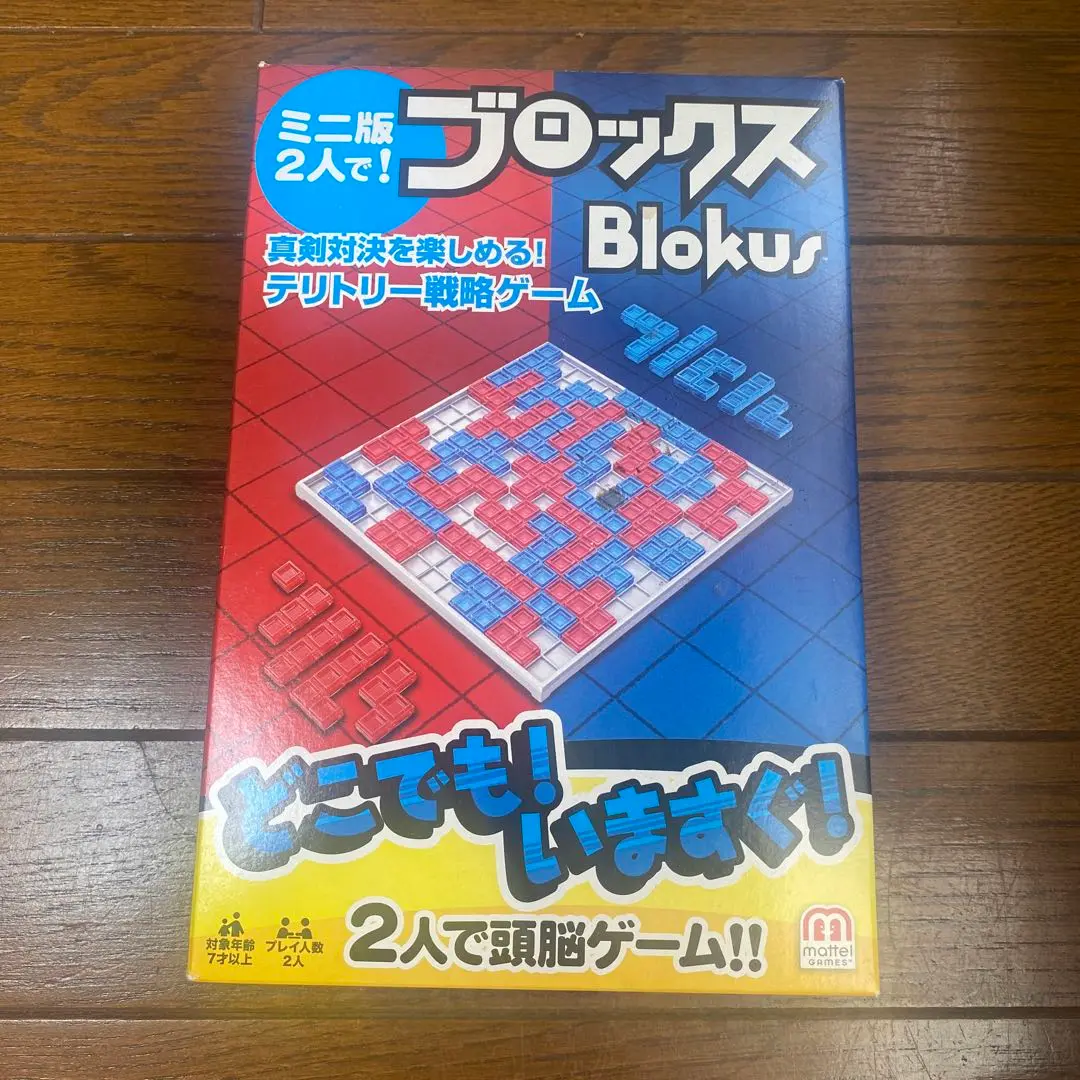 ミニ版
2人で!
ブロックス
Blokus
真剣対決を楽しめる!
テリトリー戦略ゲーム
どこでも!
いますぐ!
対象年齢
7才以上
プレイ人数
2人
2人で頭脳ゲーム!!
mattel
GAMES™